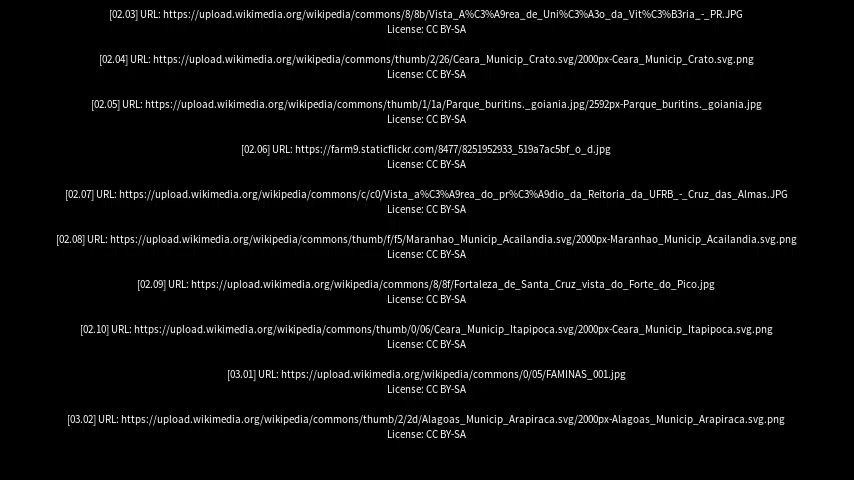 [02.03] URL: https://upload.wikimedia.org/wikipedia/commons/8/8b/Vista_A%C3%A9rea_de_Uni%C3%A3o_da_Vit%C3%B3ria_-_PR.JPG
License: CC BY-SA
[02.04] URL: https://upload.wikimedia.org/wikipedia/commons/thumb/2/26/Ceara_Municip_Crato.svg/2000px-Ceara_Municip_Crato.svg.png
License: CC BY-SA
[02.05] URL: https://upload.wikimedia.org/wikipedia/commons/thumb/1/1a/Parque_buritins._goiania.jpg/2592px-Parque_buritins._goiania.jpg
License: CC BY-SA
[02.06] URL: https://farm9.staticflickr.com/8477/8251952933_519a7ac5bf_o_d.jpg
License: CC BY-SA
[02.07] URL: https://upload.wikimedia.org/wikipedia/commons/c/c0/Vista_a%C3%A9rea_do_pr%C3%A9dio_da_Reitoria_da_UFRB_-_Cruz_das_Almas.JPG
License: CC BY-SA
[02.08] URL: https://upload.wikimedia.org/wikipedia/commons/thumb/f/f5/Maranhao_Municip_Acailandia.svg/2000px-Maranhao_Municip_Acailandia.svg.png
License: CC BY-SA
[02.09] URL: https://upload.wikimedia.org/wikipedia/commons/8/8f/Fortaleza_de_Santa_Cruz_vista_do_Forte_do_Pico.jpg
License: CC BY-SA
[02.10] URL: https://upload.wikimedia.org/wikipedia/commons/thumb/0/06/Ceara_Municip_Itapipoca.svg/2000px-Ceara_Municip_Itapipoca.svg.png
License: CC BY-SA
[03.01] URL: https://upload.wikimedia.org/wikipedia/commons/0/05/FAMINAS_001.jpg
License: CC BY-SA
[03.02] URL: https://upload.wikimedia.org/wikipedia/commons/thumb/2/2d/Alagoas_Municip_Arapiraca.svg/2000px-Alagoas_Municip_Arapiraca.svg.png
License: CC BY-SA